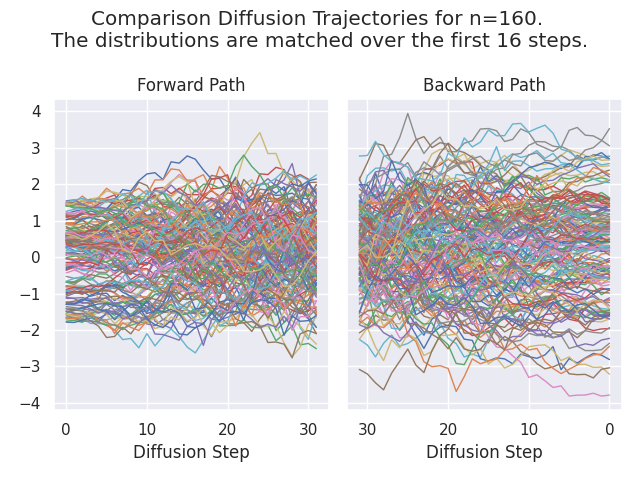 Comparison Diffusion Trajectories for n=160.
The distributions are matched over the first 16 steps.
Forward Path
Backward Path
4
3
2
1
0
−1
−2
−3
−4
0 10 20 30
30 20 10 0
Diffusion Step
Diffusion Step